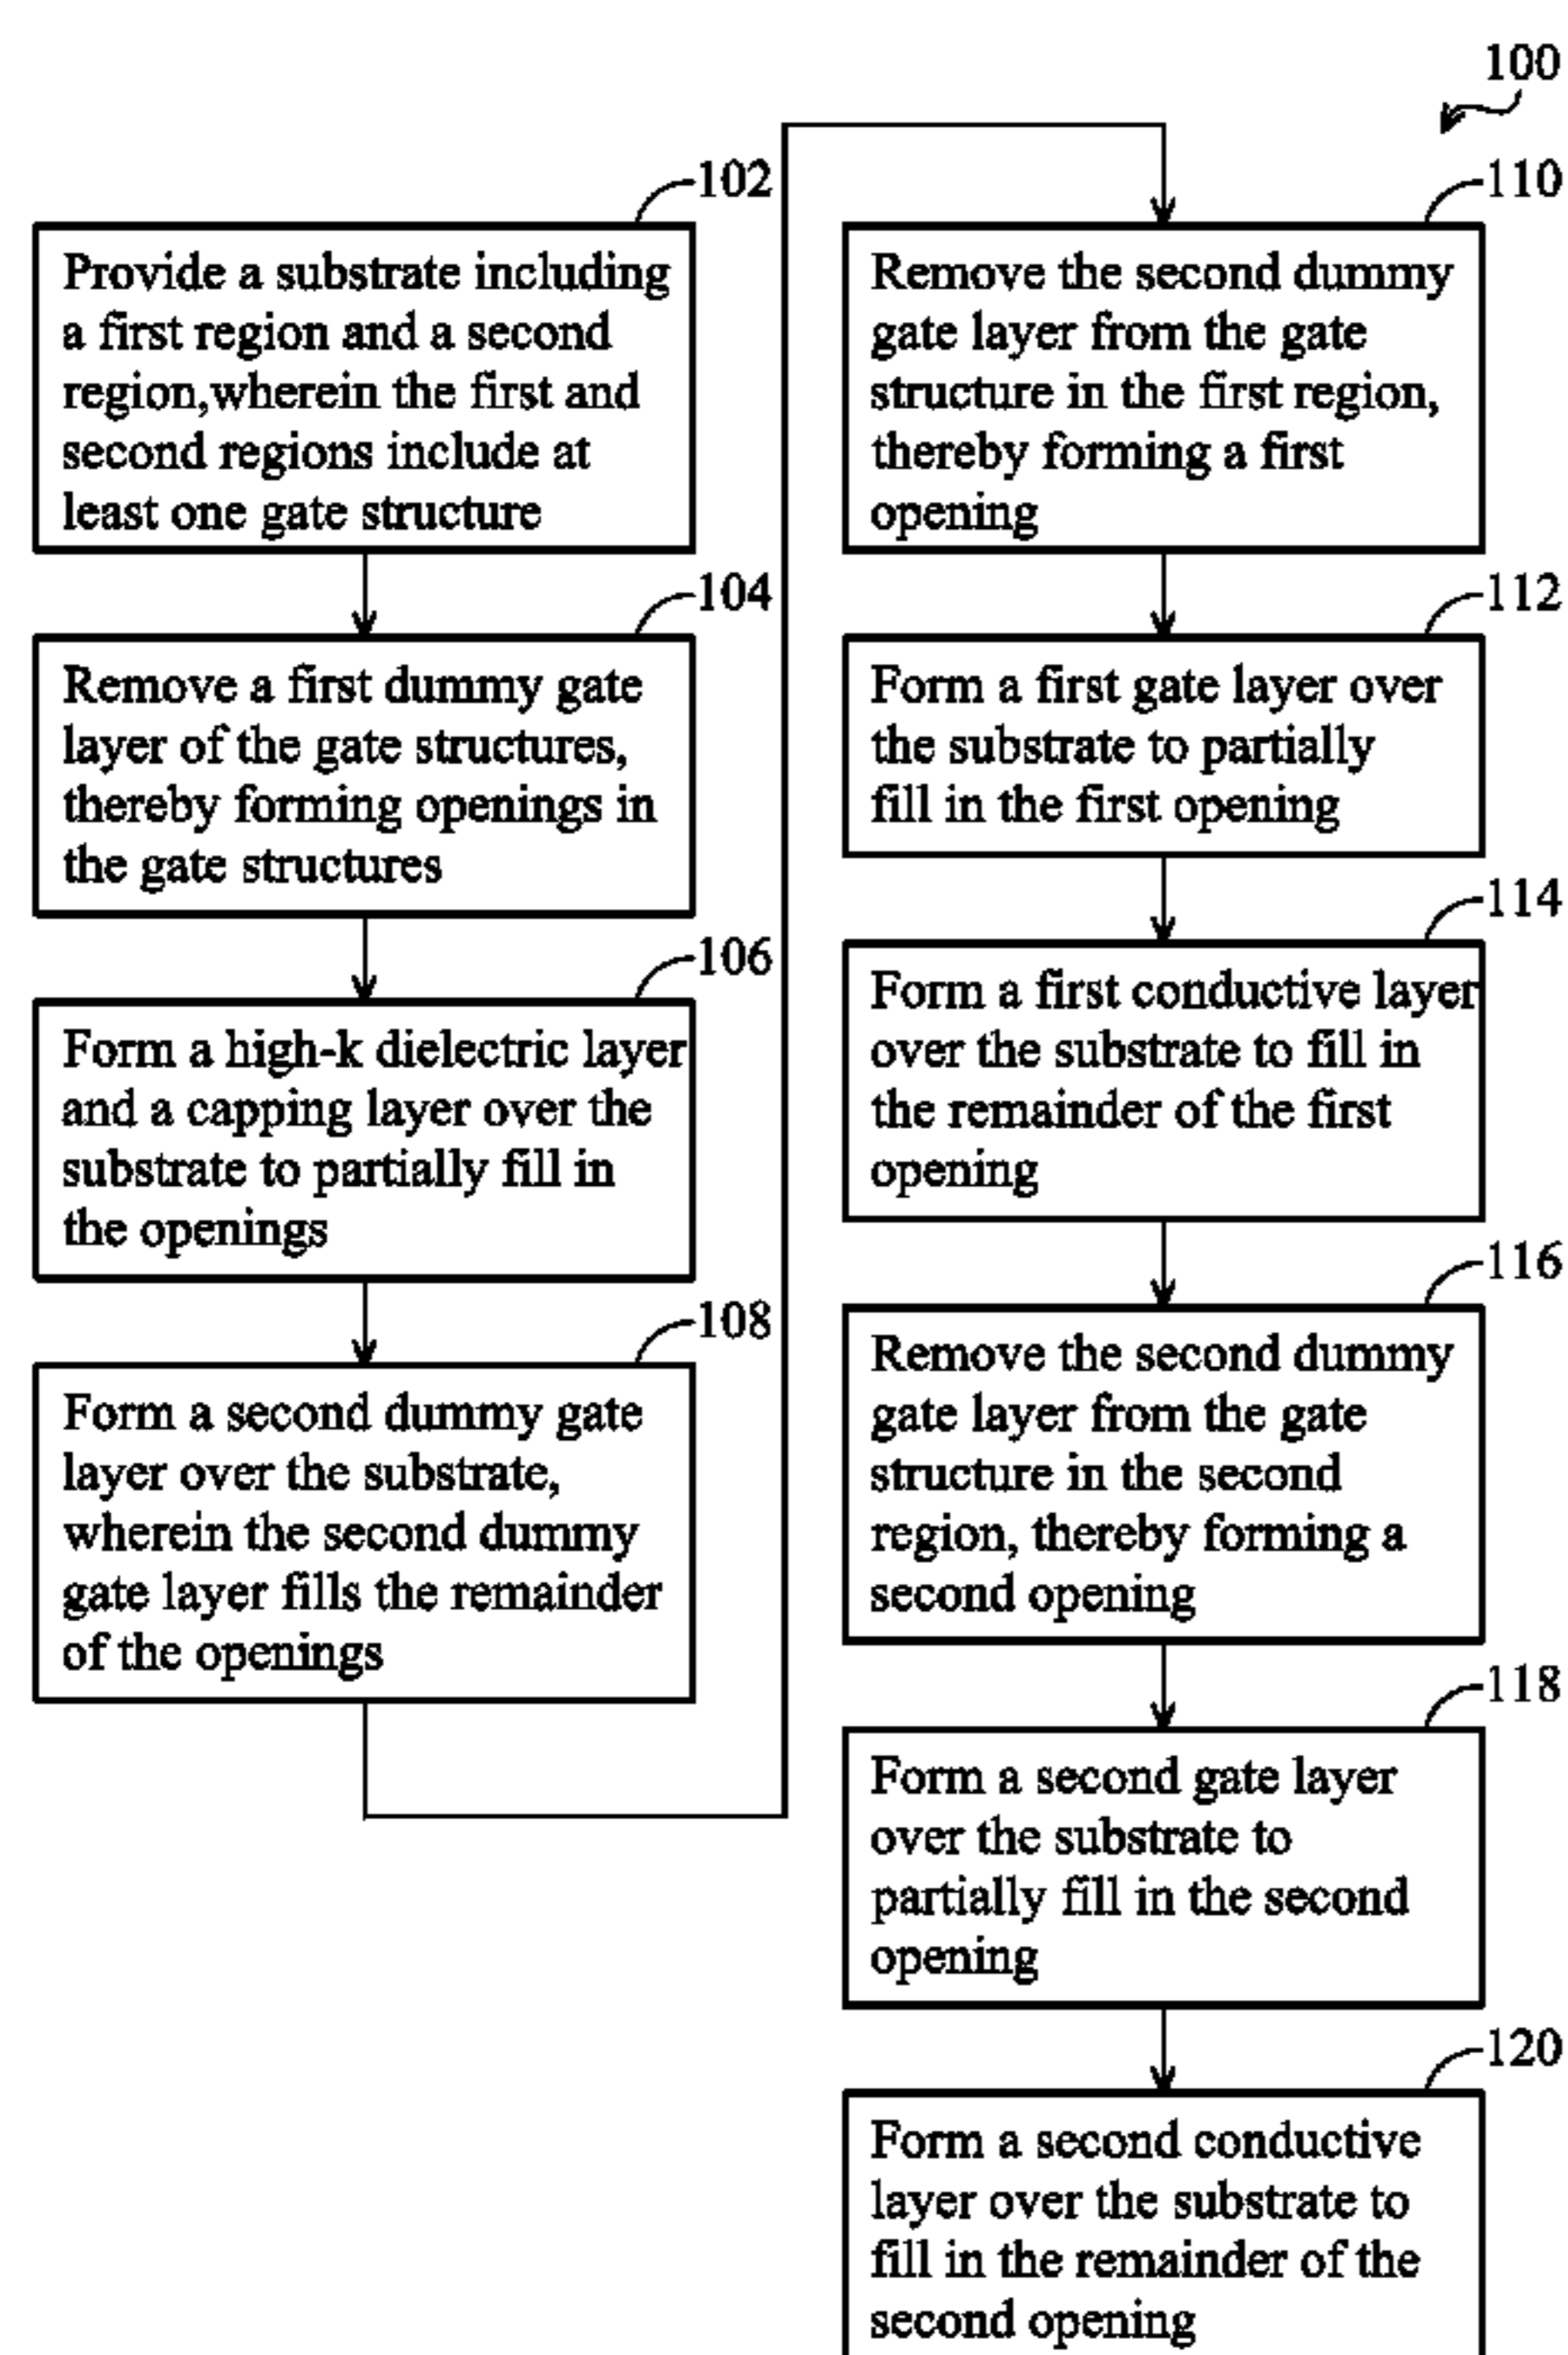 100
102
Provide a substrate including
a first region and a second
region,wherein the first and
second regions include at
least one gate structure
104
Remove a first dummy gate
layer of the gate structures,
thereby forming openings in
the gate structures
106
Form a high-k dielectric layer
and a capping layer over the
substrate to partially fill in
the openings
108
Form a second dummy gate
layer over the substrate,
wherein the second dummy
gate layer fills the remainder
of the openings
110
Remove the second dummy
gate layer from the gate
structure in the first region,
thereby forming a first
opening
112
Form a first gate layer over
the substrate to partially
fill in the first opening
114
Form a first conductive layer
over the substrate to fill in
the remainder of the first
opening
116
Remove the second dummy
gate layer from the gate
structure in the second
region, thereby forming a
second opening
118
Form a second gate layer
over the substrate to
partially fill in the second
opening
120
Form a second conductive
layer over the substrate to
fill in the remainder of the
second opening